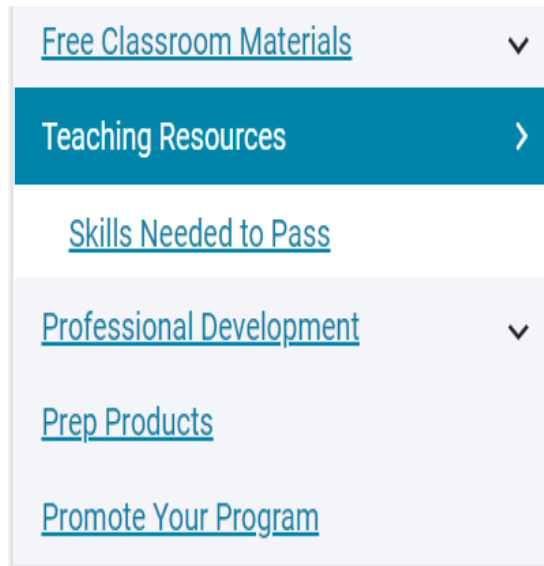 Free Classroom Materials
Teaching Resources
Skills Needed to Pass
Professional Development
Prep Products
Promote Your Program